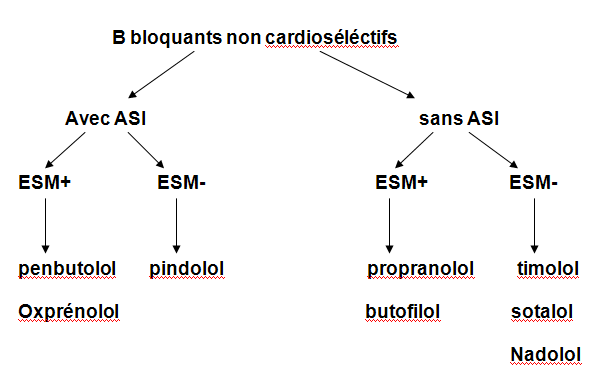 B bloquants non cardioséléctifs
Avec ASI sans ASI
ESM+ ESM- ESM+ ESM-
penbutolol pindolol propranolol timolol
Oxprénolol butofilol sotalol
Nadolol